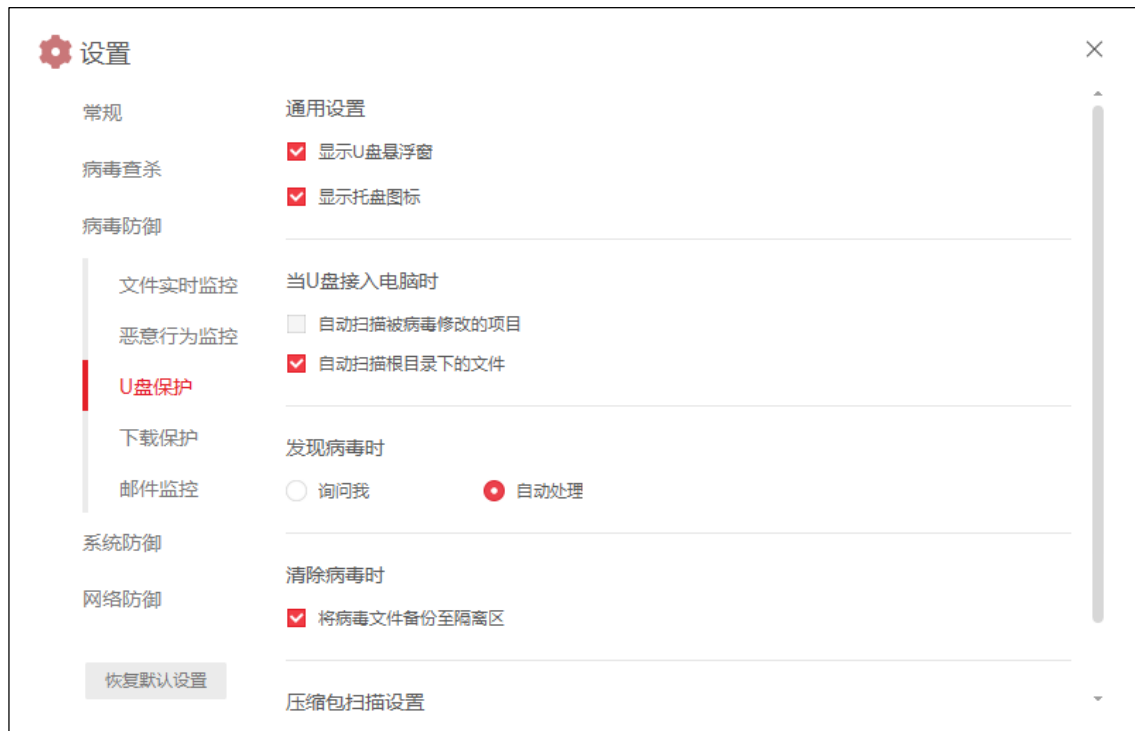 设置
常规
病毒查杀
病毒防御
文件实时监控
恶意行为监控
U盘保护
下载保护
邮件监控
系统防御
网络防御
恢复默认设置
通用设置
显示U盘悬浮窗
显示托盘图标
当U盘接入电脑时
自动扫描被病毒修改的项目
自动扫描根目录下的文件
发现病毒时
询问我 自动处理
清除病毒时
将病毒文件备份至隔离区
压缩包扫描设置